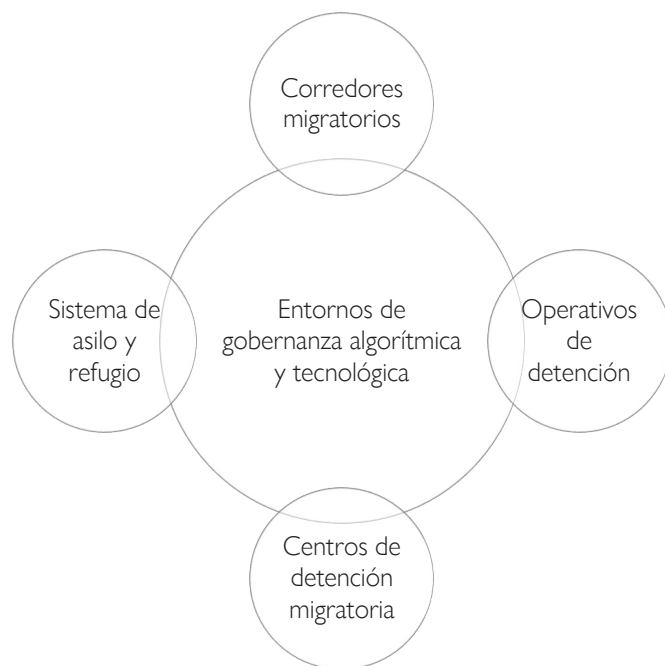 Corredores
migratorios
Sistema de
asilo y
refugio
Entornos de
gobernanza algorítmica
y tecnológica
Operativos
de
detención
Centros de
detención
migratoria